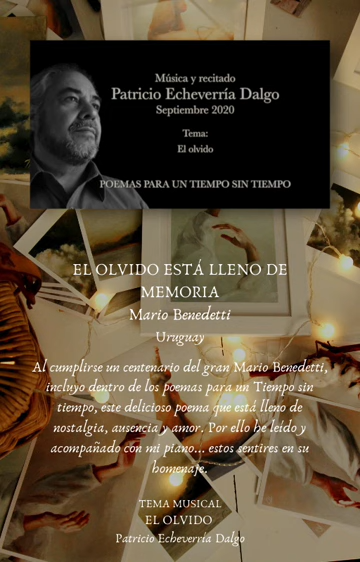 Música y recitado
Patricio Echeverría Dalgo
Septiembre 2020
Tema:
El olvido
POEMAS PARA UN TIEMPO SIN TIEMPO
EL OLVIDO ESTÁ LLENO DE
MEMORIA
Mario Benedetti
Uruguay
Al cumplirse un centenario del gran Mario Benedetti,
incluyo dentro de los poemas para un Tiempo sin
tiempo, este delicioso poema que está lleno de
nostalgia, ausencia y amor. Por ello he leído y
acompañado con mi piano... estos sentires en su
homenaje.
TEMA MUSICAL
EL OLVIDO
Patricio Echeverría Dalgo